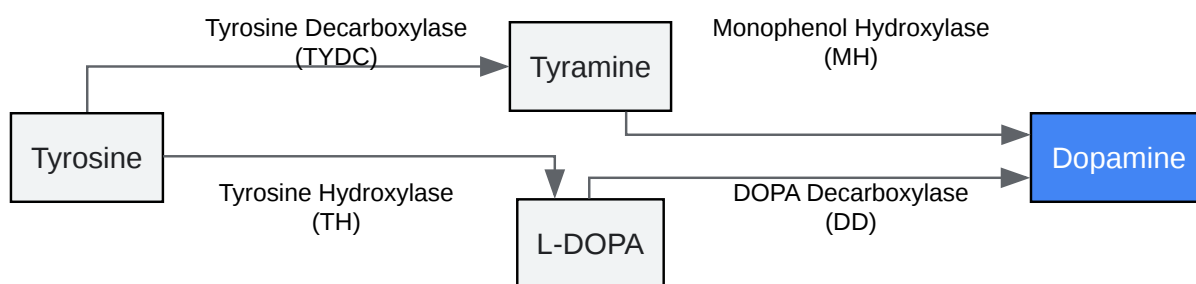 Tyrosine Decarboxylase
(TYDC)
Monophenol Hydroxylase
(MH)
Tyramine
Tyrosine
Dopamine
Tyrosine Hydroxylase
(TH)
DOPA Decarboxylase
(DD)
L-DOPA